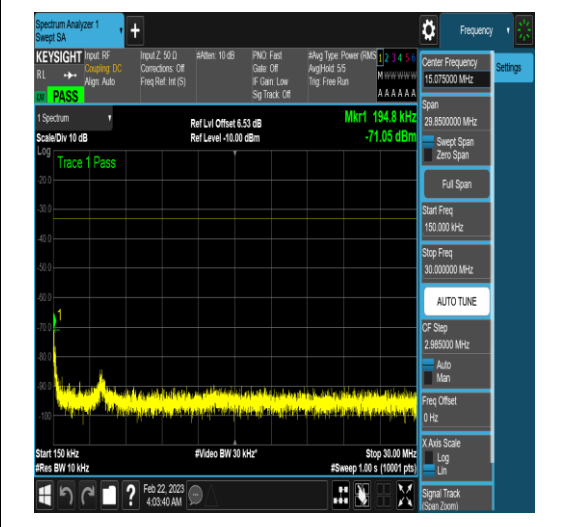 Spectrum Analyzer 1
Swept SA
+
Frequency
KEYSIGHT
RL
PASS
Input: RF
Coupling: DC
Align: Auto
Input Z: 50 Ω
Corrections: Off
Freq Ref: Int (S)
#Atten: 10 dB
PNO: Fast
Gate: Off
IF Gain: Low
Sig Track: Off
#Avg Type: Power (RMS
Avg|Hold: 5/5
Trig: Free Run
1 2 3 4 5 6
M w w w w w
A A A A A A
1 Spectrum
Scale/Div 10 dB
Ref Lvl Offset 6.53 dB
Ref Level -10.00 dBm
Mkr1 194.8 kHz
-71.05 dBm
Log
Trace 1 Pass
-20.0
-30.0
-40.0
-50.0
-60.0
-70.0
-80.0
-90.0
-100
1
Start 150 kHz
#Res BW 10 kHz
#Video BW 30 kHz*
Stop 30.00 MHz
#Sweep 1.00 s (10001 pts)
Feb 22, 2023
4:03:40 AM
?
Center Frequency
15.075000 MHz
Span
29.8500000 MHz
Swept Span
Zero Span
Full Span
Start Freq
150.000 kHz
Stop Freq
30.000000 MHz
AUTO TUNE
CF Step
2.985000 MHz
Auto
Man
Freq Offset
0 Hz
X Axis Scale
Log
Lin
Signal Track
(Span Zoom)
Settings